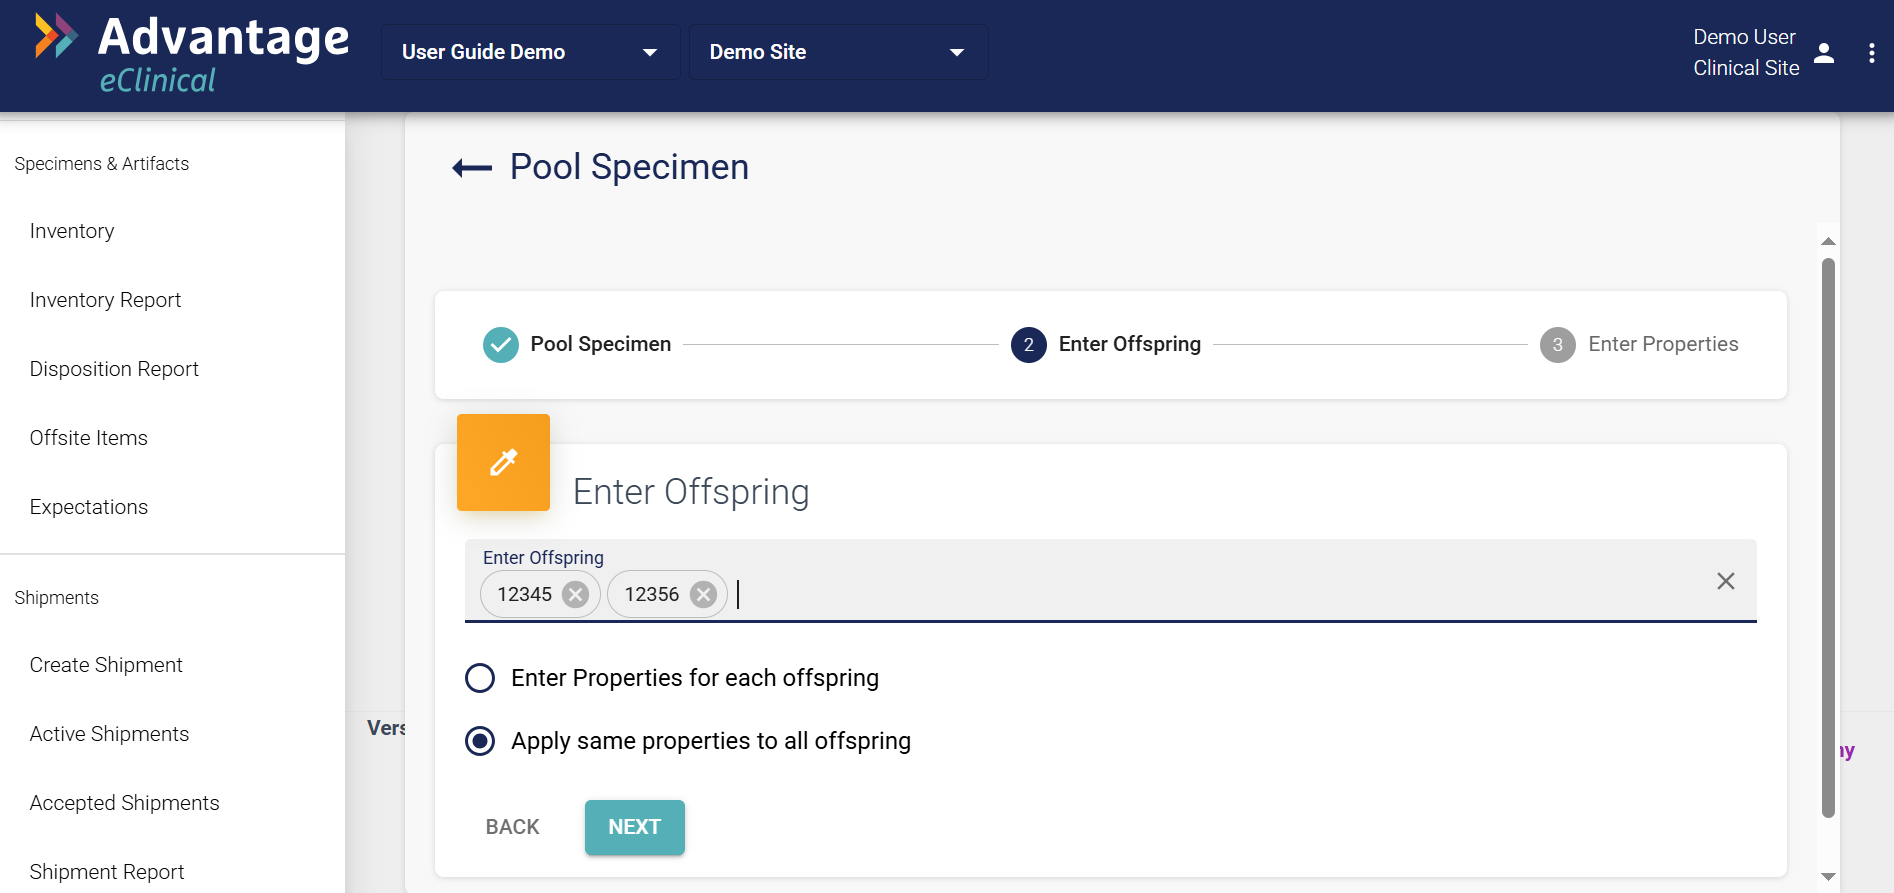 Advantage
eClinical
User Guide Demo
Demo Site
Demo User
Clinical Site
Specimens & Artifacts
Inventory
Inventory Report
Disposition Report
Offsite Items
Expectations
Shipments
Create Shipment
Active Shipments
Accepted Shipments
Shipment Report
Pool Specimen
Pool Specimen
2 Enter Offspring
3 Enter Properties
Enter Offspring
Enter Offspring
12345
12356
Enter Properties for each offspring
Apply same properties to all offspring
BACK
NEXT